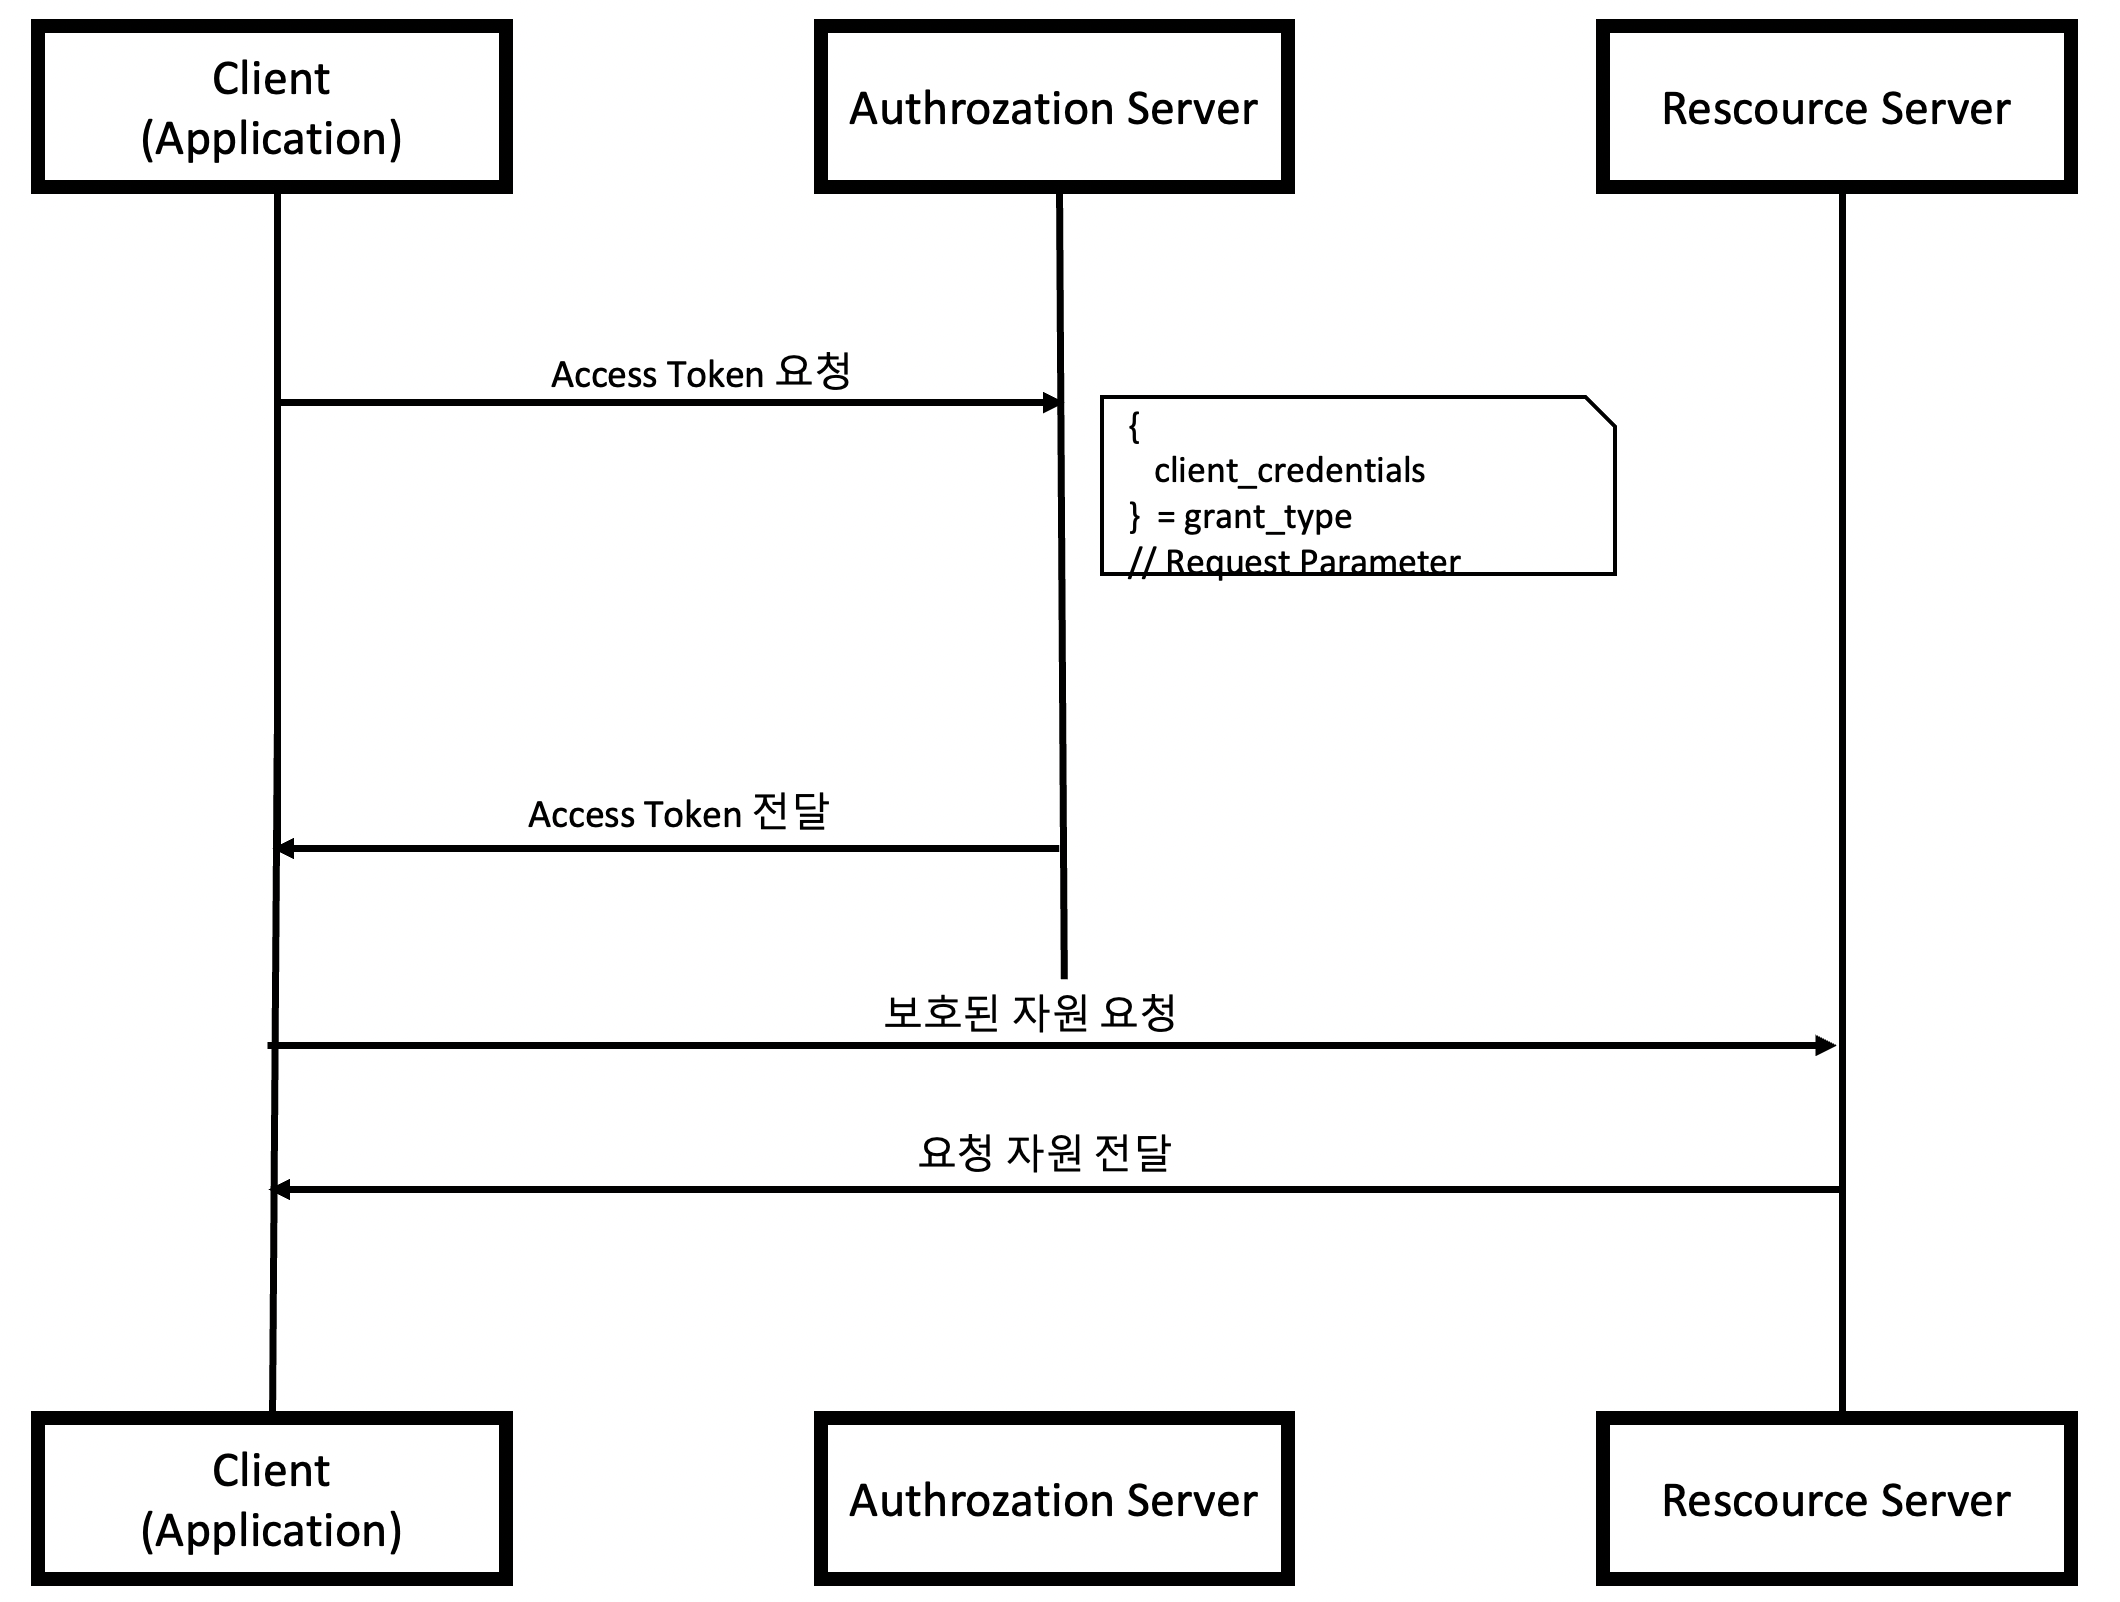 Client
(Application)
Authrozation Server
Rescource Server
Access Token 요청
{
client_credentials
} = grant_type
// Request Parameter
Access Token 전달
보호된 자원 요청
요청 자원 전달
Client
(Application)
Authrozation Server
Rescource Server